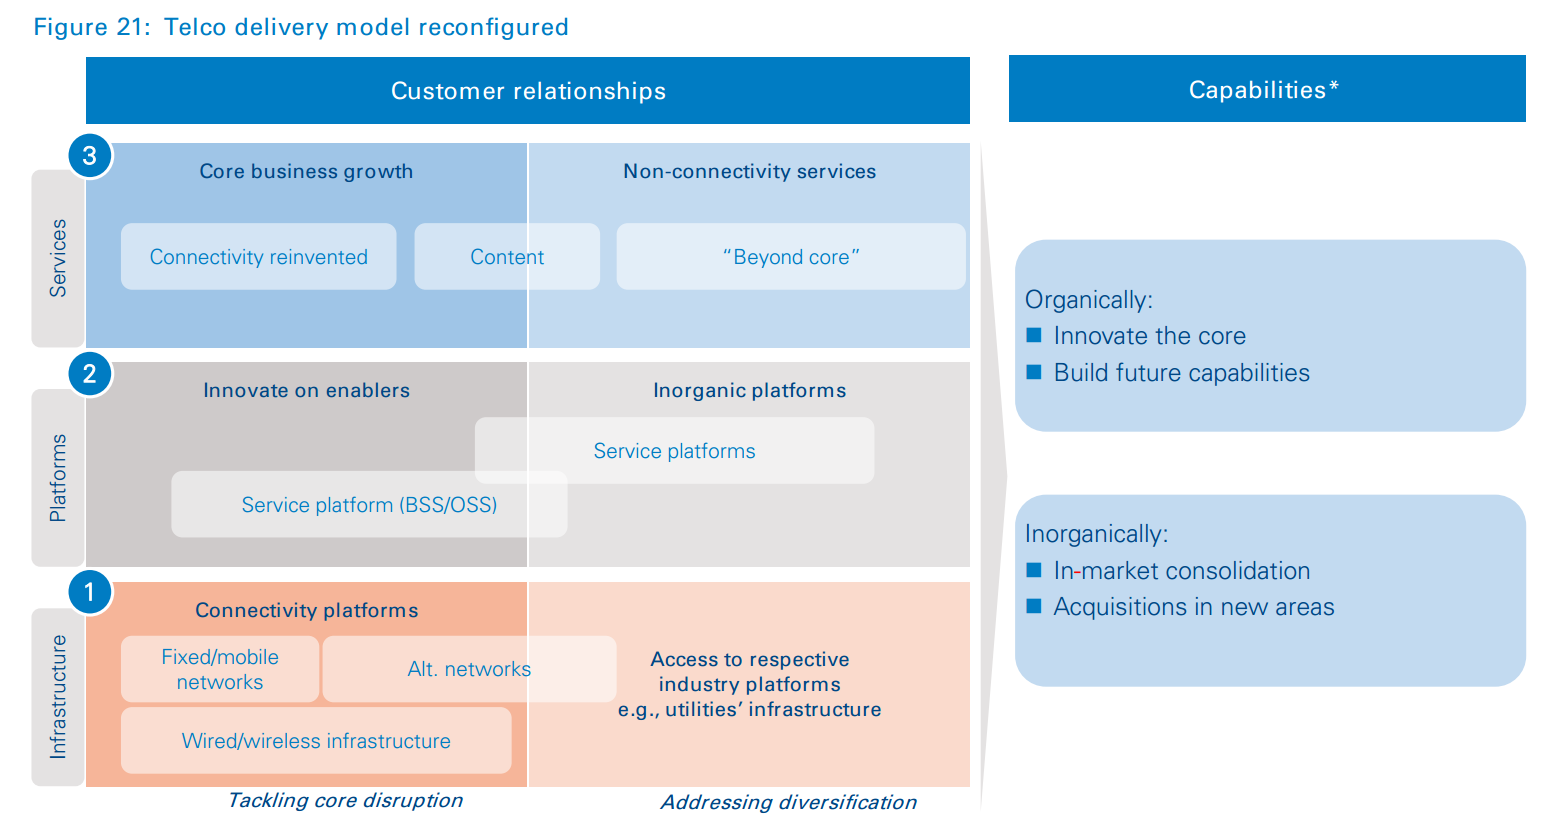 Figure 21: Telco delivery model reconfigured
Customer relationships
Capabilities*
3
Services
Core business growth
Non-connectivity services
Connectivity reinvented
Content
“Beyond core”
2
Platforms
Innovate on enablers
Inorganic platforms
Service platforms
Service platform (BSS/OSS)
1
Infrastructure
Connectivity platforms
Fixed/mobile
networks
Alt. networks
Wired/wireless infrastructure
Access to respective
industry platforms
e.g., utilities’ infrastructure
Tackling core disruption
Addressing diversification
Organically:
Innovate the core
Build future capabilities
Inorganically:
In-market consolidation
Acquisitions in new areas